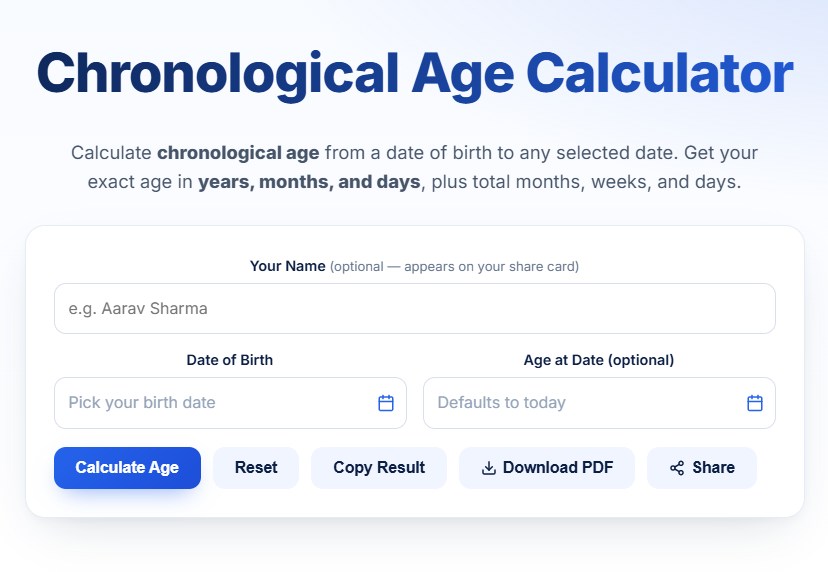 Chronological Age Calculator
Calculate chronological age from a date of birth to any selected date. Get your
exact age in years, months, and days, plus total months, weeks, and days.
Your Name (optional — appears on your share card)
e.g. Aarav Sharma
Date of Birth
Age at Date (optional)
Pick your birth date
Defaults to today
Calculate Age
Reset
Copy Result
Download PDF
Share